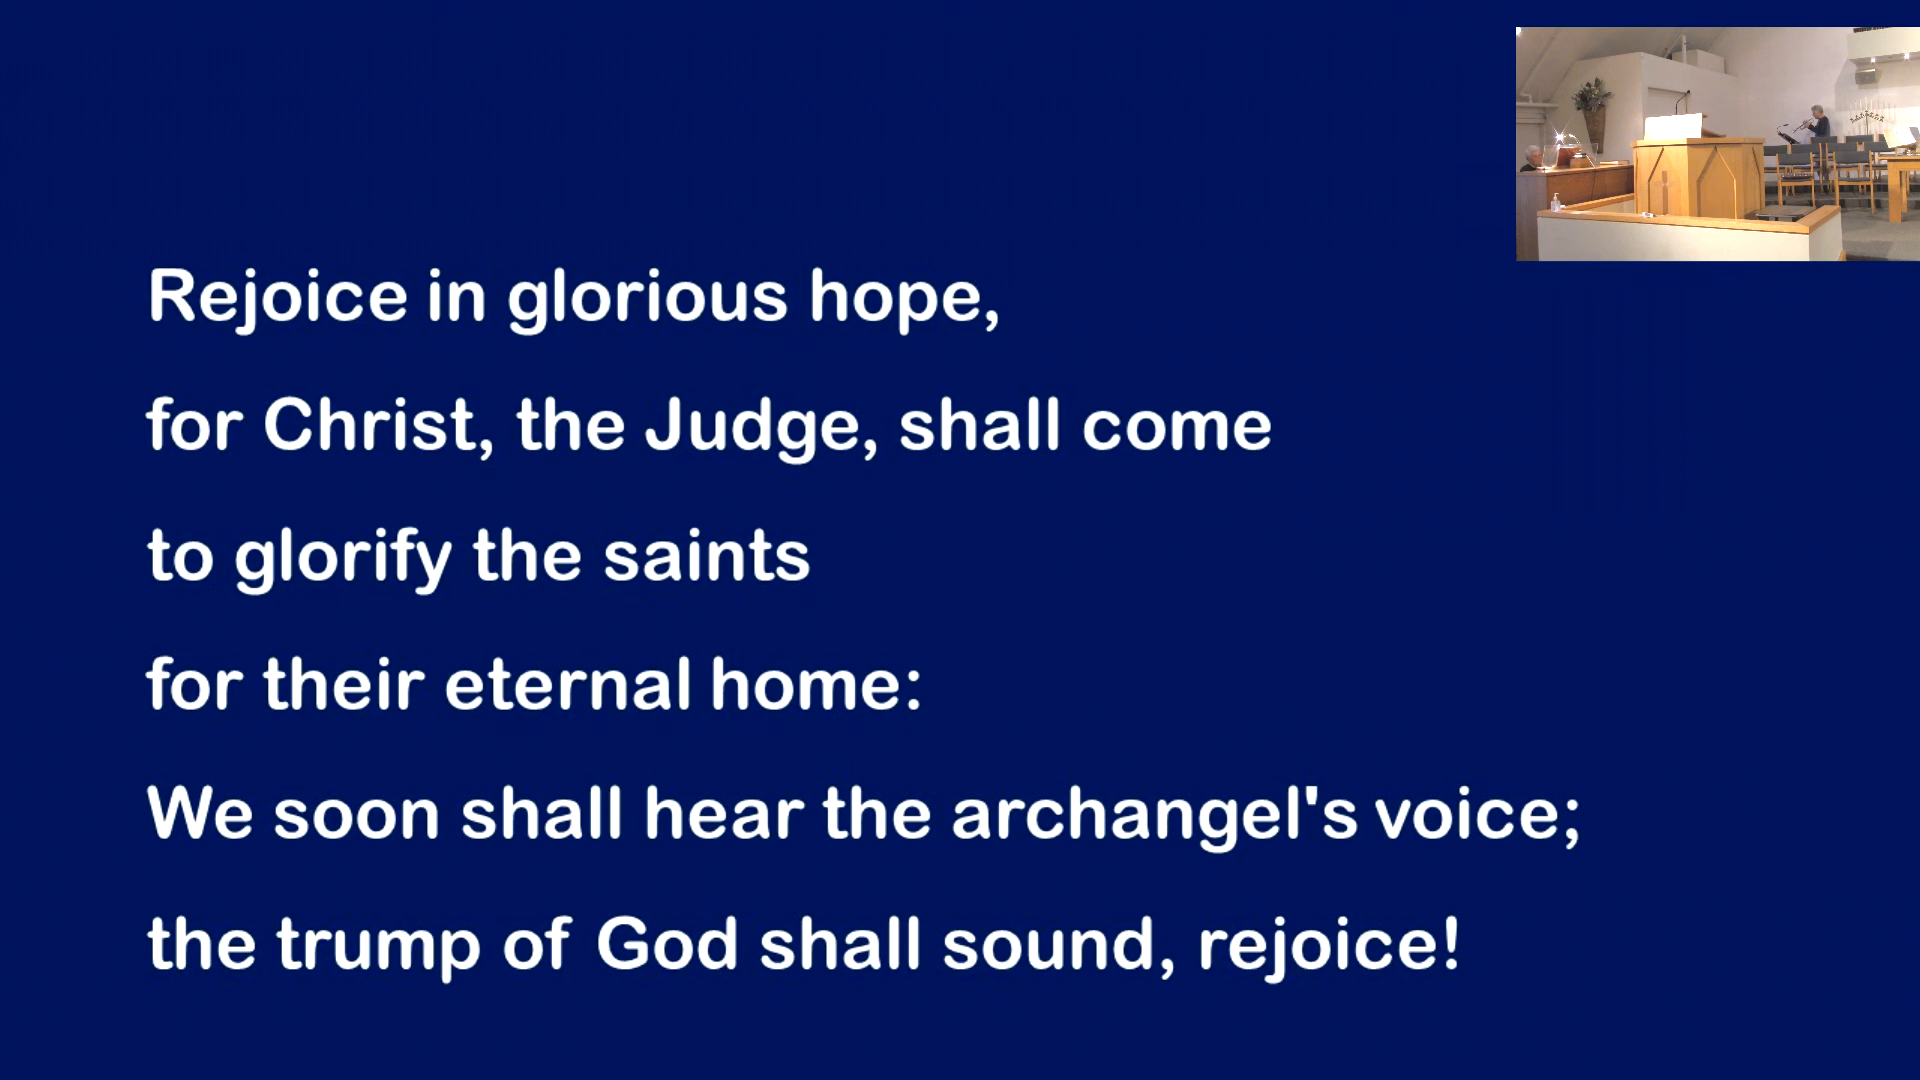 Rejoice in glorious hope,
for Christ, the Judge, shall come
to glorify the saints
for their eternal home:
We soon shall hear the archangel's voice;
the trump of God shall sound, rejoice!